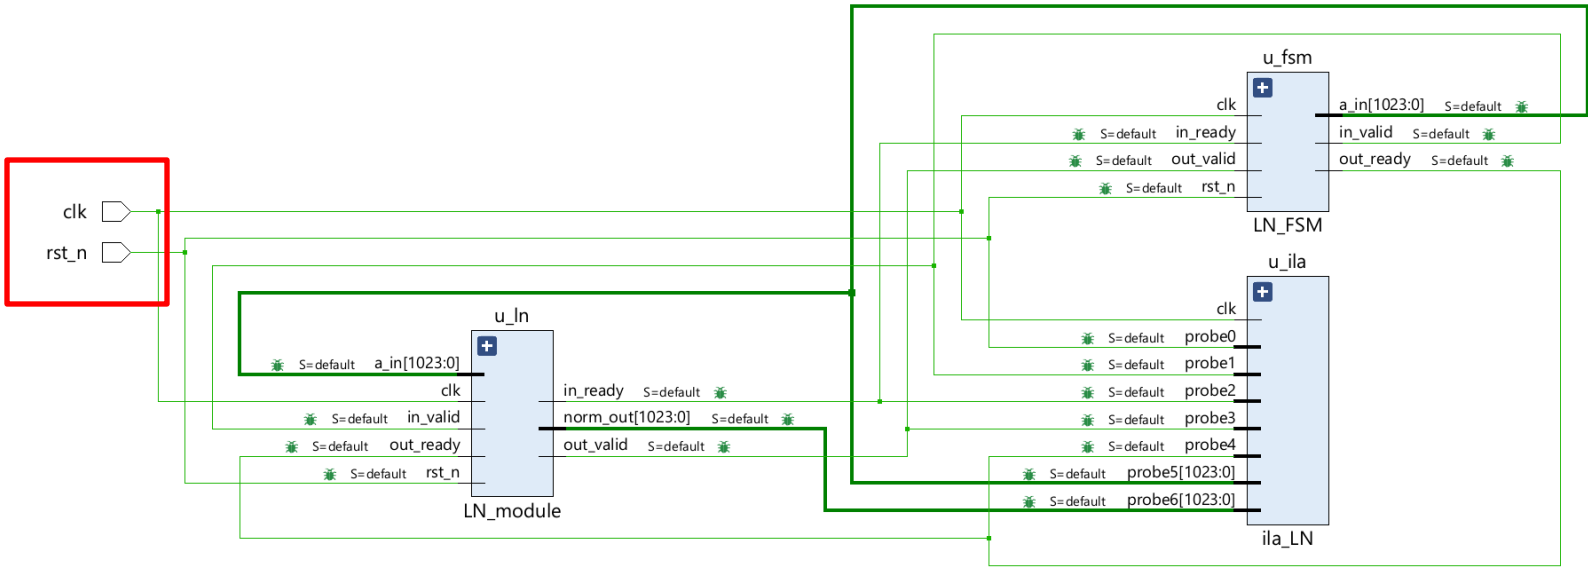 clk
rst_n
u_fsm
clk
S=default in_ready
S=default out_valid
S=default rst_n
a_in[1023:0] S=default
in_valid S=default
out_ready S=default
LN_FSM
u_ila
clk
S=default probe0
S=default probe1
S=default probe2
S=default probe3
S=default probe4
S=default probe5[1023:0]
S=default probe6[1023:0]
ila_LN
u_ln
S=default a_in[1023:0]
clk
S=default in_valid
S=default out_ready
S=default rst_n
in_ready S=default
norm_out[1023:0] S=default
out_valid S=default
LN_module